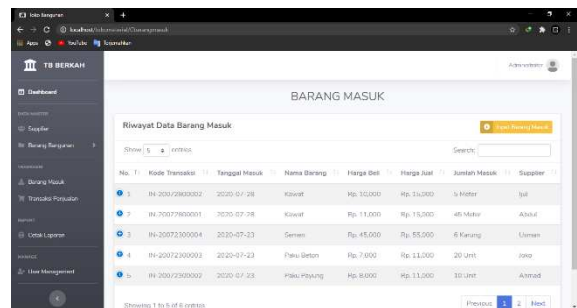 Toko Bangunan
localhost/tokomaterial/Cbarangmasuk
Apps YouTube Terjemahkan
TB BERKAH
Administrator
Dashboard
BARANG MASUK
DATA MASTER
Supplier
Barang Bangunan
Riwayat Data Barang Masuk
Input Barang Masuk
Show 5 entries
Search:
TRANSAKSI
Barang Masuk
Transaksi Penjualan
No. Kode Transaksi Tanggal Masuk Nama Barang Harga Beli Harga Jual Jumlah Masuk Supplier
1 IN-20072800002 2020-07-28 Kawat Rp. 10,000 Rp. 15,000 5 Meter Ijul
2 IN-20072800001 2020-07-28 Kawat Rp. 11,000 Rp. 15,000 45 Meter Abdul
3 IN-20072300004 2020-07-23 Semen Rp. 45,000 Rp. 55,000 6 Karung Usman
4 IN-20072300003 2020-07-23 Paku Beton Rp. 7,000 Rp. 11,000 20 Unit Joko
5 IN-20072300002 2020-07-23 Paku Payung Rp. 8,000 Rp. 11,000 10 Unit Ahmad
Cetak Laporan
User Management
Showing 1 to 5 of 6 entries
Previous 1 2 Next